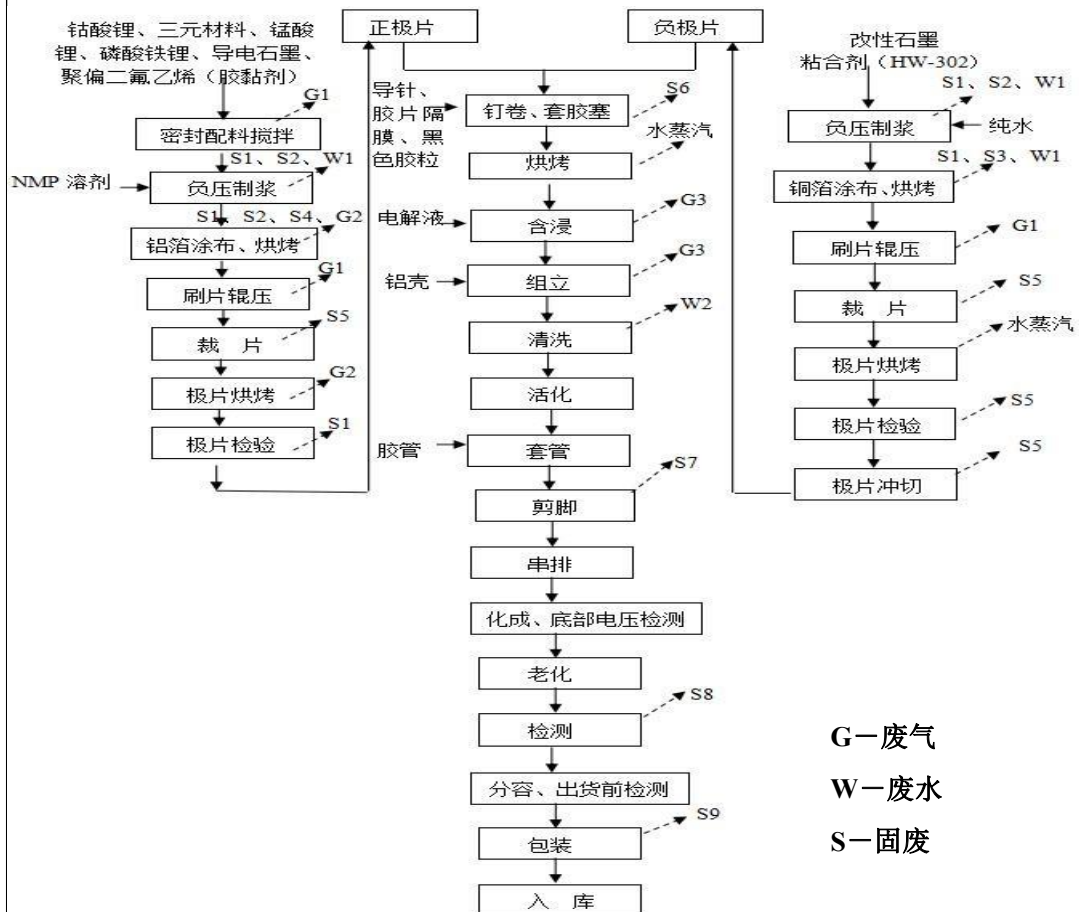 钴酸锂、三元材料、锰酸
锂、磷酸铁锂、导电石墨、
聚偏二氟乙烯（胶黏剂）
G1
密封配料搅拌
S1、S2、W1
NMP 溶剂
负压制浆
S1、S2、S4、G2
铝箔涂布、烘烤
G1
刷片辊压
S5
裁 片
G2
极片烘烤
S1
极片检验
正极片
负极片
导针、
胶片隔
膜、黑
色胶粒
S6
钉卷、套胶塞
水蒸汽
烘烤
电解液
G3
含浸
G3
铝壳
组立
W2
清洗
活化
胶管
套管
S7
剪脚
串排
化成、底部电压检测
老化
S8
检测
分容、出货前检测
S9
包装
入 库
改性石墨
粘合剂（HW-302）
S1、S2、W1
负压制浆
纯水
S1、S3、W1
铜箔涂布、烘烤
G1
刷片辊压
S5
裁 片
水蒸汽
极片烘烤
S5
极片检验
S5
极片冲切
G－废气
W－废水
S－固废